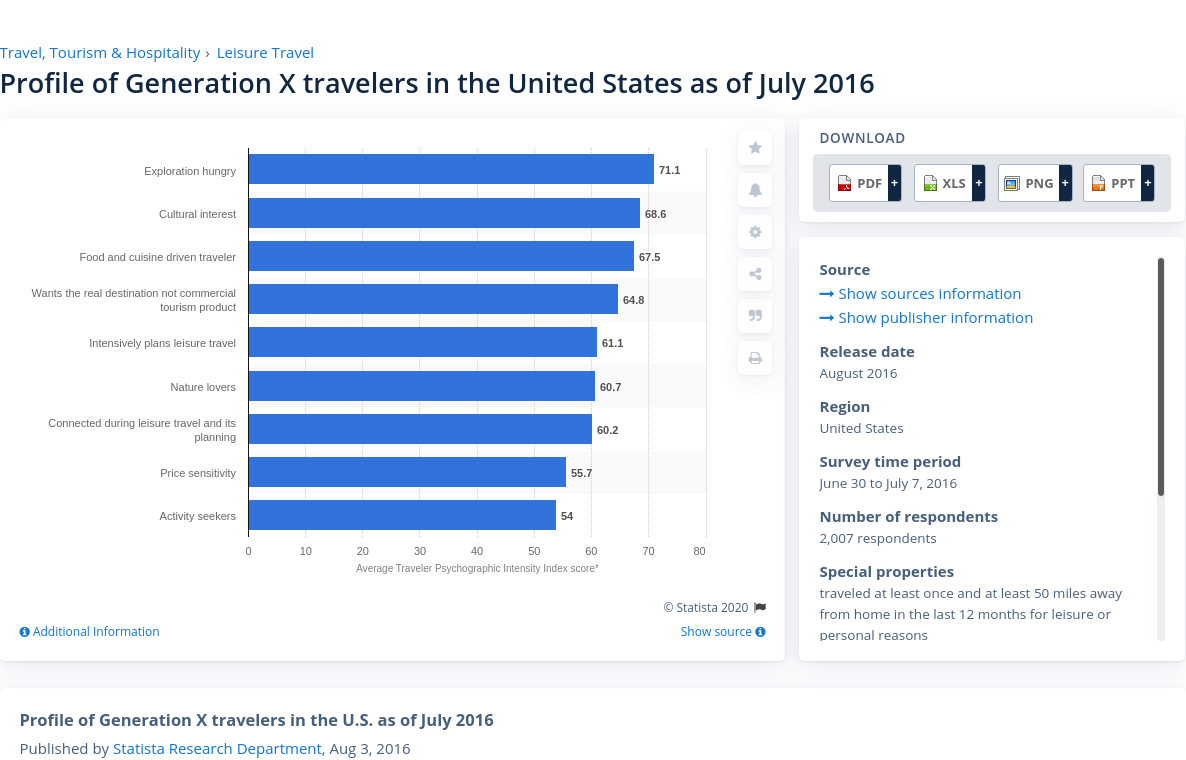 Travel, Tourism & Hospitality › Leisure Travel
Profile of Generation X travelers in the United States as of July 2016
Exploration hungry
71.1
Cultural interest
68.6
Food and cuisine driven traveler
67.5
Wants the real destination not commercial
tourism product
64.8
Intensively plans leisure travel
61.1
Nature lovers
60.7
Connected during leisure travel and its
planning
60.2
Price sensitivity
55.7
Activity seekers
54
0 10 20 30 40 50 60 70 80
Average Traveler Psychographic Intensity Index score*
© Statista 2020
Additional Information
Show source
DOWNLOAD
PDF + XLS + PNG + PPT +
Source
Show sources information
Show publisher information
Release date
August 2016
Region
United States
Survey time period
June 30 to July 7, 2016
Number of respondents
2,007 respondents
Special properties
traveled at least once and at least 50 miles away
from home in the last 12 months for leisure or
personal reasons
Profile of Generation X travelers in the U.S. as of July 2016
Published by Statista Research Department, Aug 3, 2016